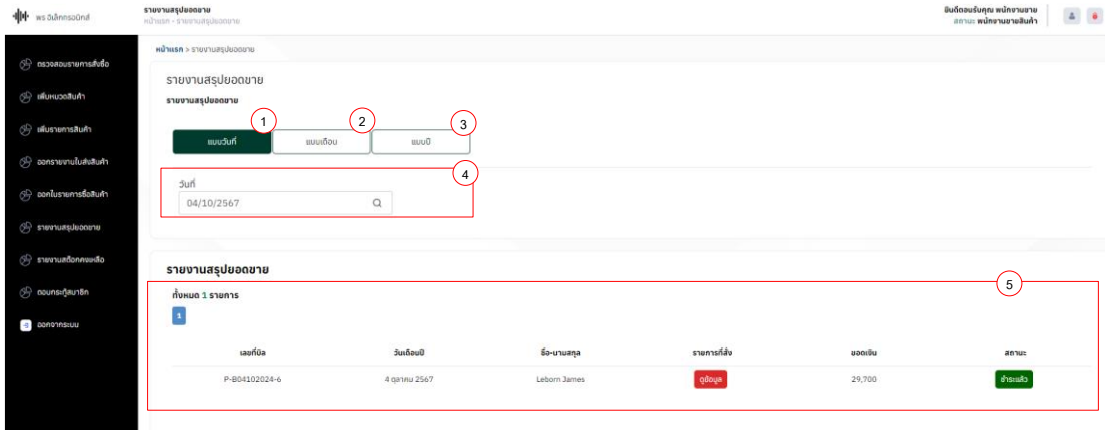 พร อิเล็กทรอนิกส์
รายงานสรุปยอดขาย
หน้าแรก - รายงานสรุปยอดขาย
ยินดีตอนรับคุณ พนักงานขาย
สถานะ พนักงานขายสินค้า
หน้าแรก > รายงานสรุปยอดขาย
ตรวจสอบรายการสั่งซื้อ
เพิ่มหมวดสินค้า
เพิ่มรายการสินค้า
ออกรายงานใบส่งสินค้า
ออกใบรายการซื้อสินค้า
รายงานสรุปยอดขาย
รายงานสต๊อกคงเหลือ
ตอบกระทู้สมาชิก
ออกจากระบบ
รายงานสรุปยอดขาย
รายงานสรุปยอดขาย
1 2 3
แบบวันที่ แบบเดือน แบบปี
4
วันที่
04/10/2567
รายงานสรุปยอดขาย
5
ทั้งหมด 1 รายการ
1
เลขที่บิล วันเดือนปี ชื่อ-นามสกุล รายการที่สั่ง ยอดเงิน สถานะ
P-B04102024-6 4 ตุลาคม 2567 Leborn James ดูข้อมูล 29,700 ชำระแล้ว